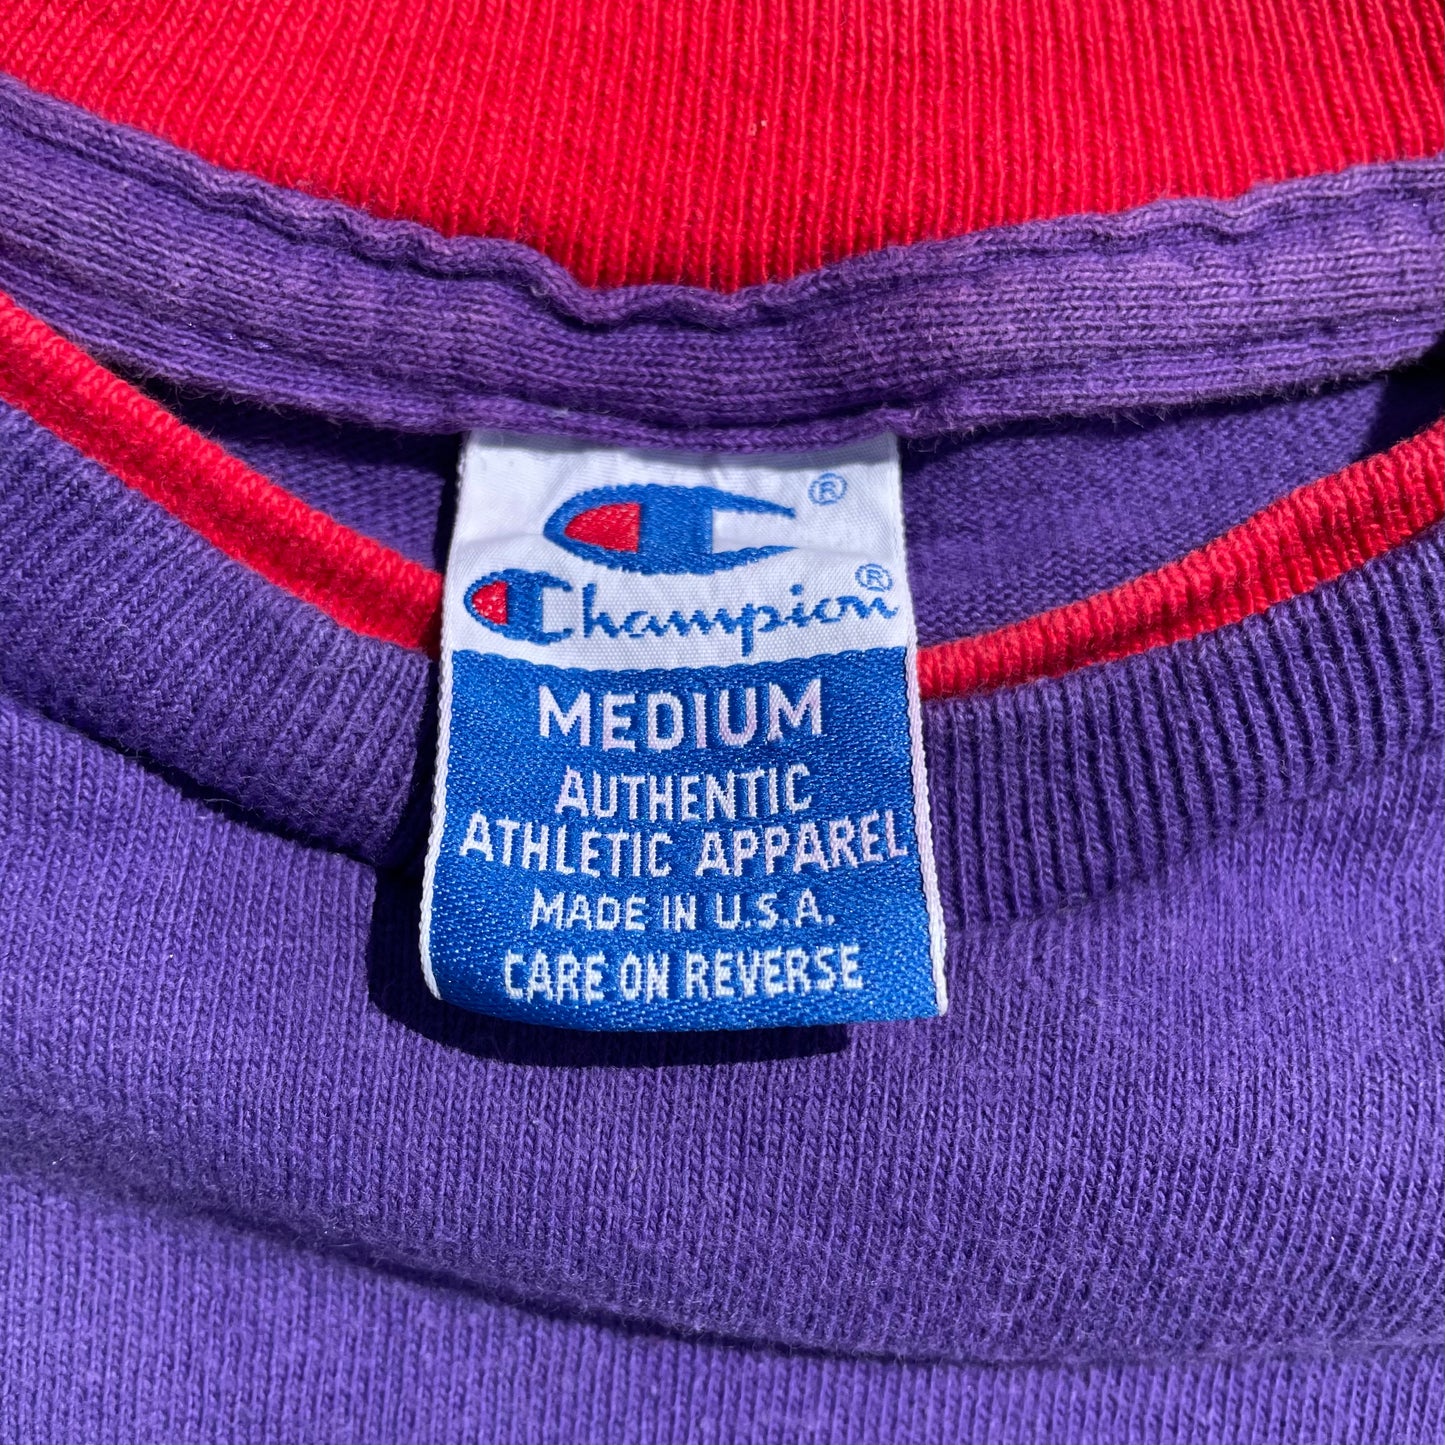 ®
Champion®
MEDIUM
AUTHENTIC
ATHLETIC APPAREL
MADE IN U.S.A.
CARE ON REVERSE